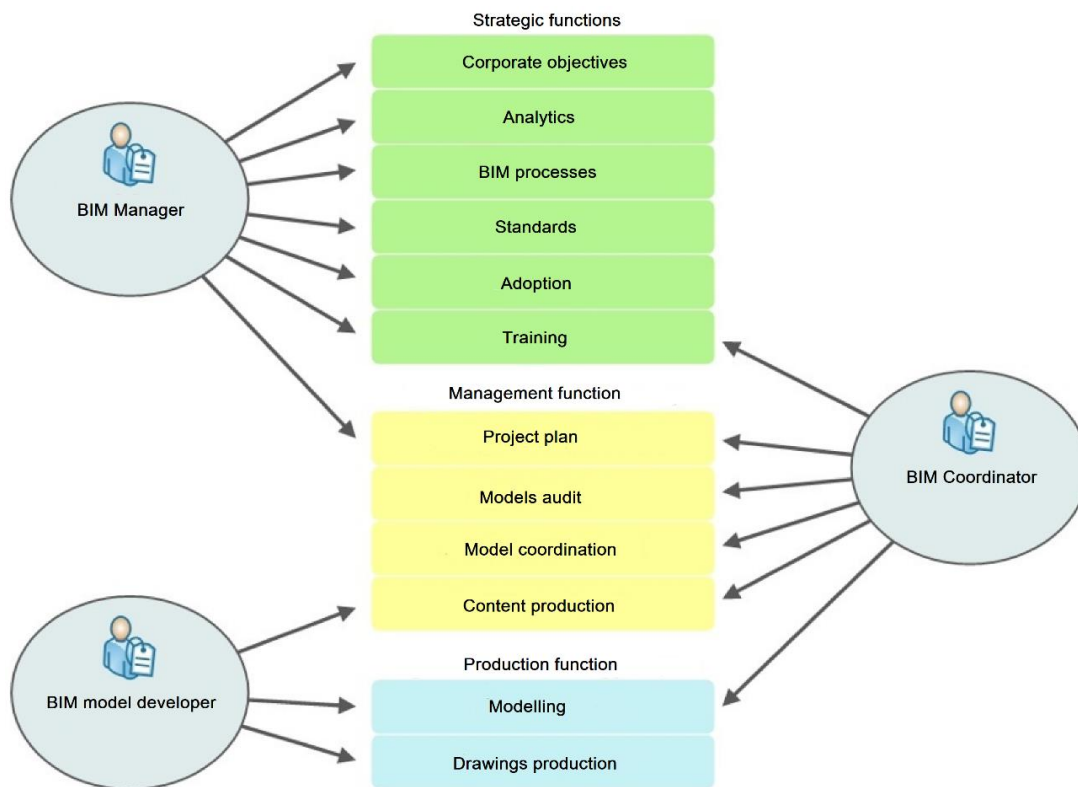 Strategic functions
Corporate objectives
Analytics
BIM processes
BIM Manager
Standards
Adoption
Training
Management function
Project plan
BIM Coordinator
Models audit
Model coordination
Content production
Production function
BIM model developer
Modelling
Drawings production